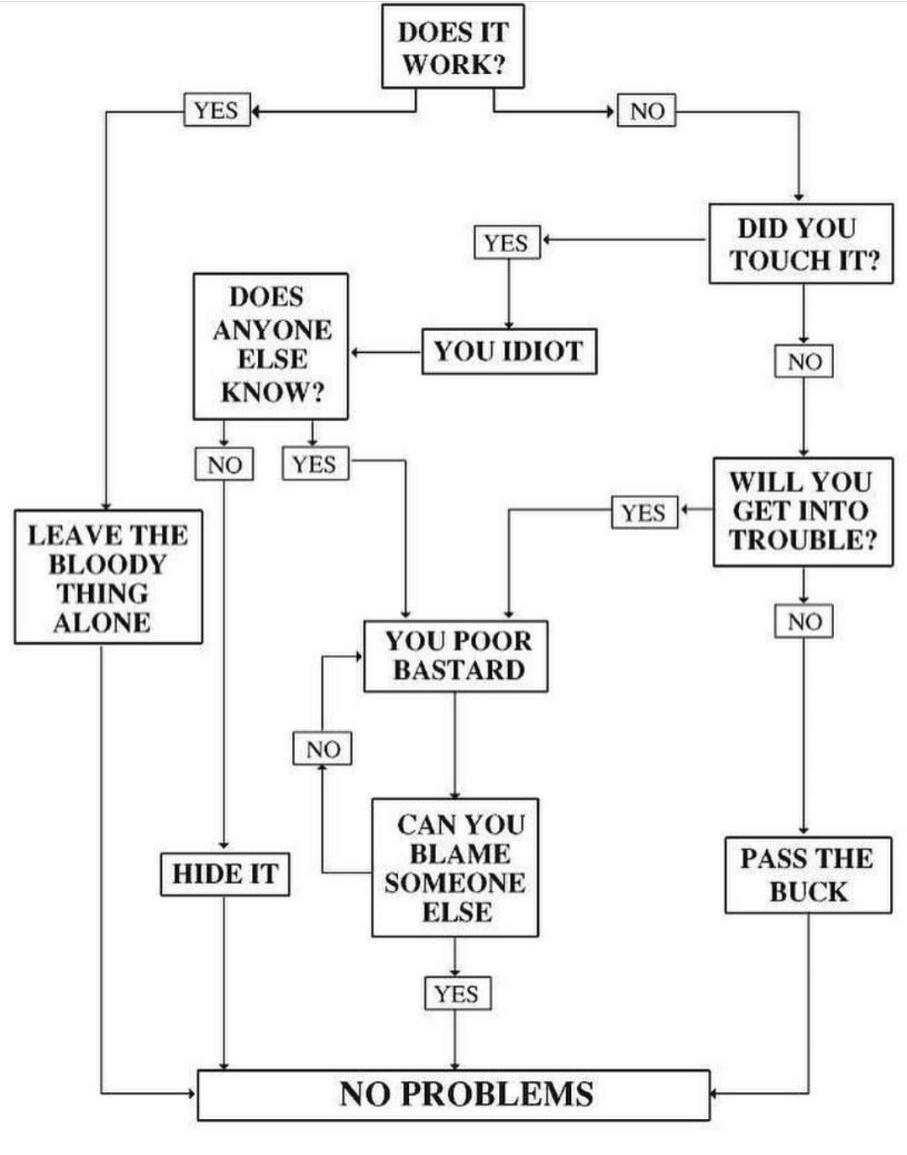 DOES IT
WORK?
YES
NO
DID YOU
TOUCH IT?
YES
DOES
ANYONE
ELSE
KNOW?
YOU IDIOT
NO
NO
YES
WILL YOU
GET INTO
TROUBLE?
YES
LEAVE THE
BLOODY
THING
ALONE
NO
YOU POOR
BASTARD
NO
CAN YOU
BLAME
SOMEONE
ELSE
HIDE IT
PASS THE
BUCK
YES
NO PROBLEMS